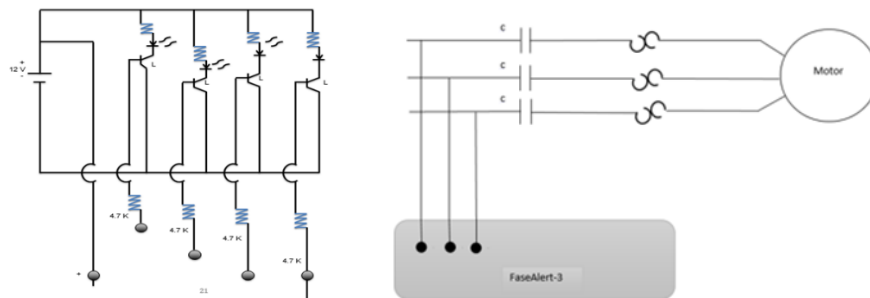 12 V
+
-
L
L
L
L
4.7 K
4.7 K
4.7 K
4.7 K
+
21
C
C
C
Motor
FaseAlert-3